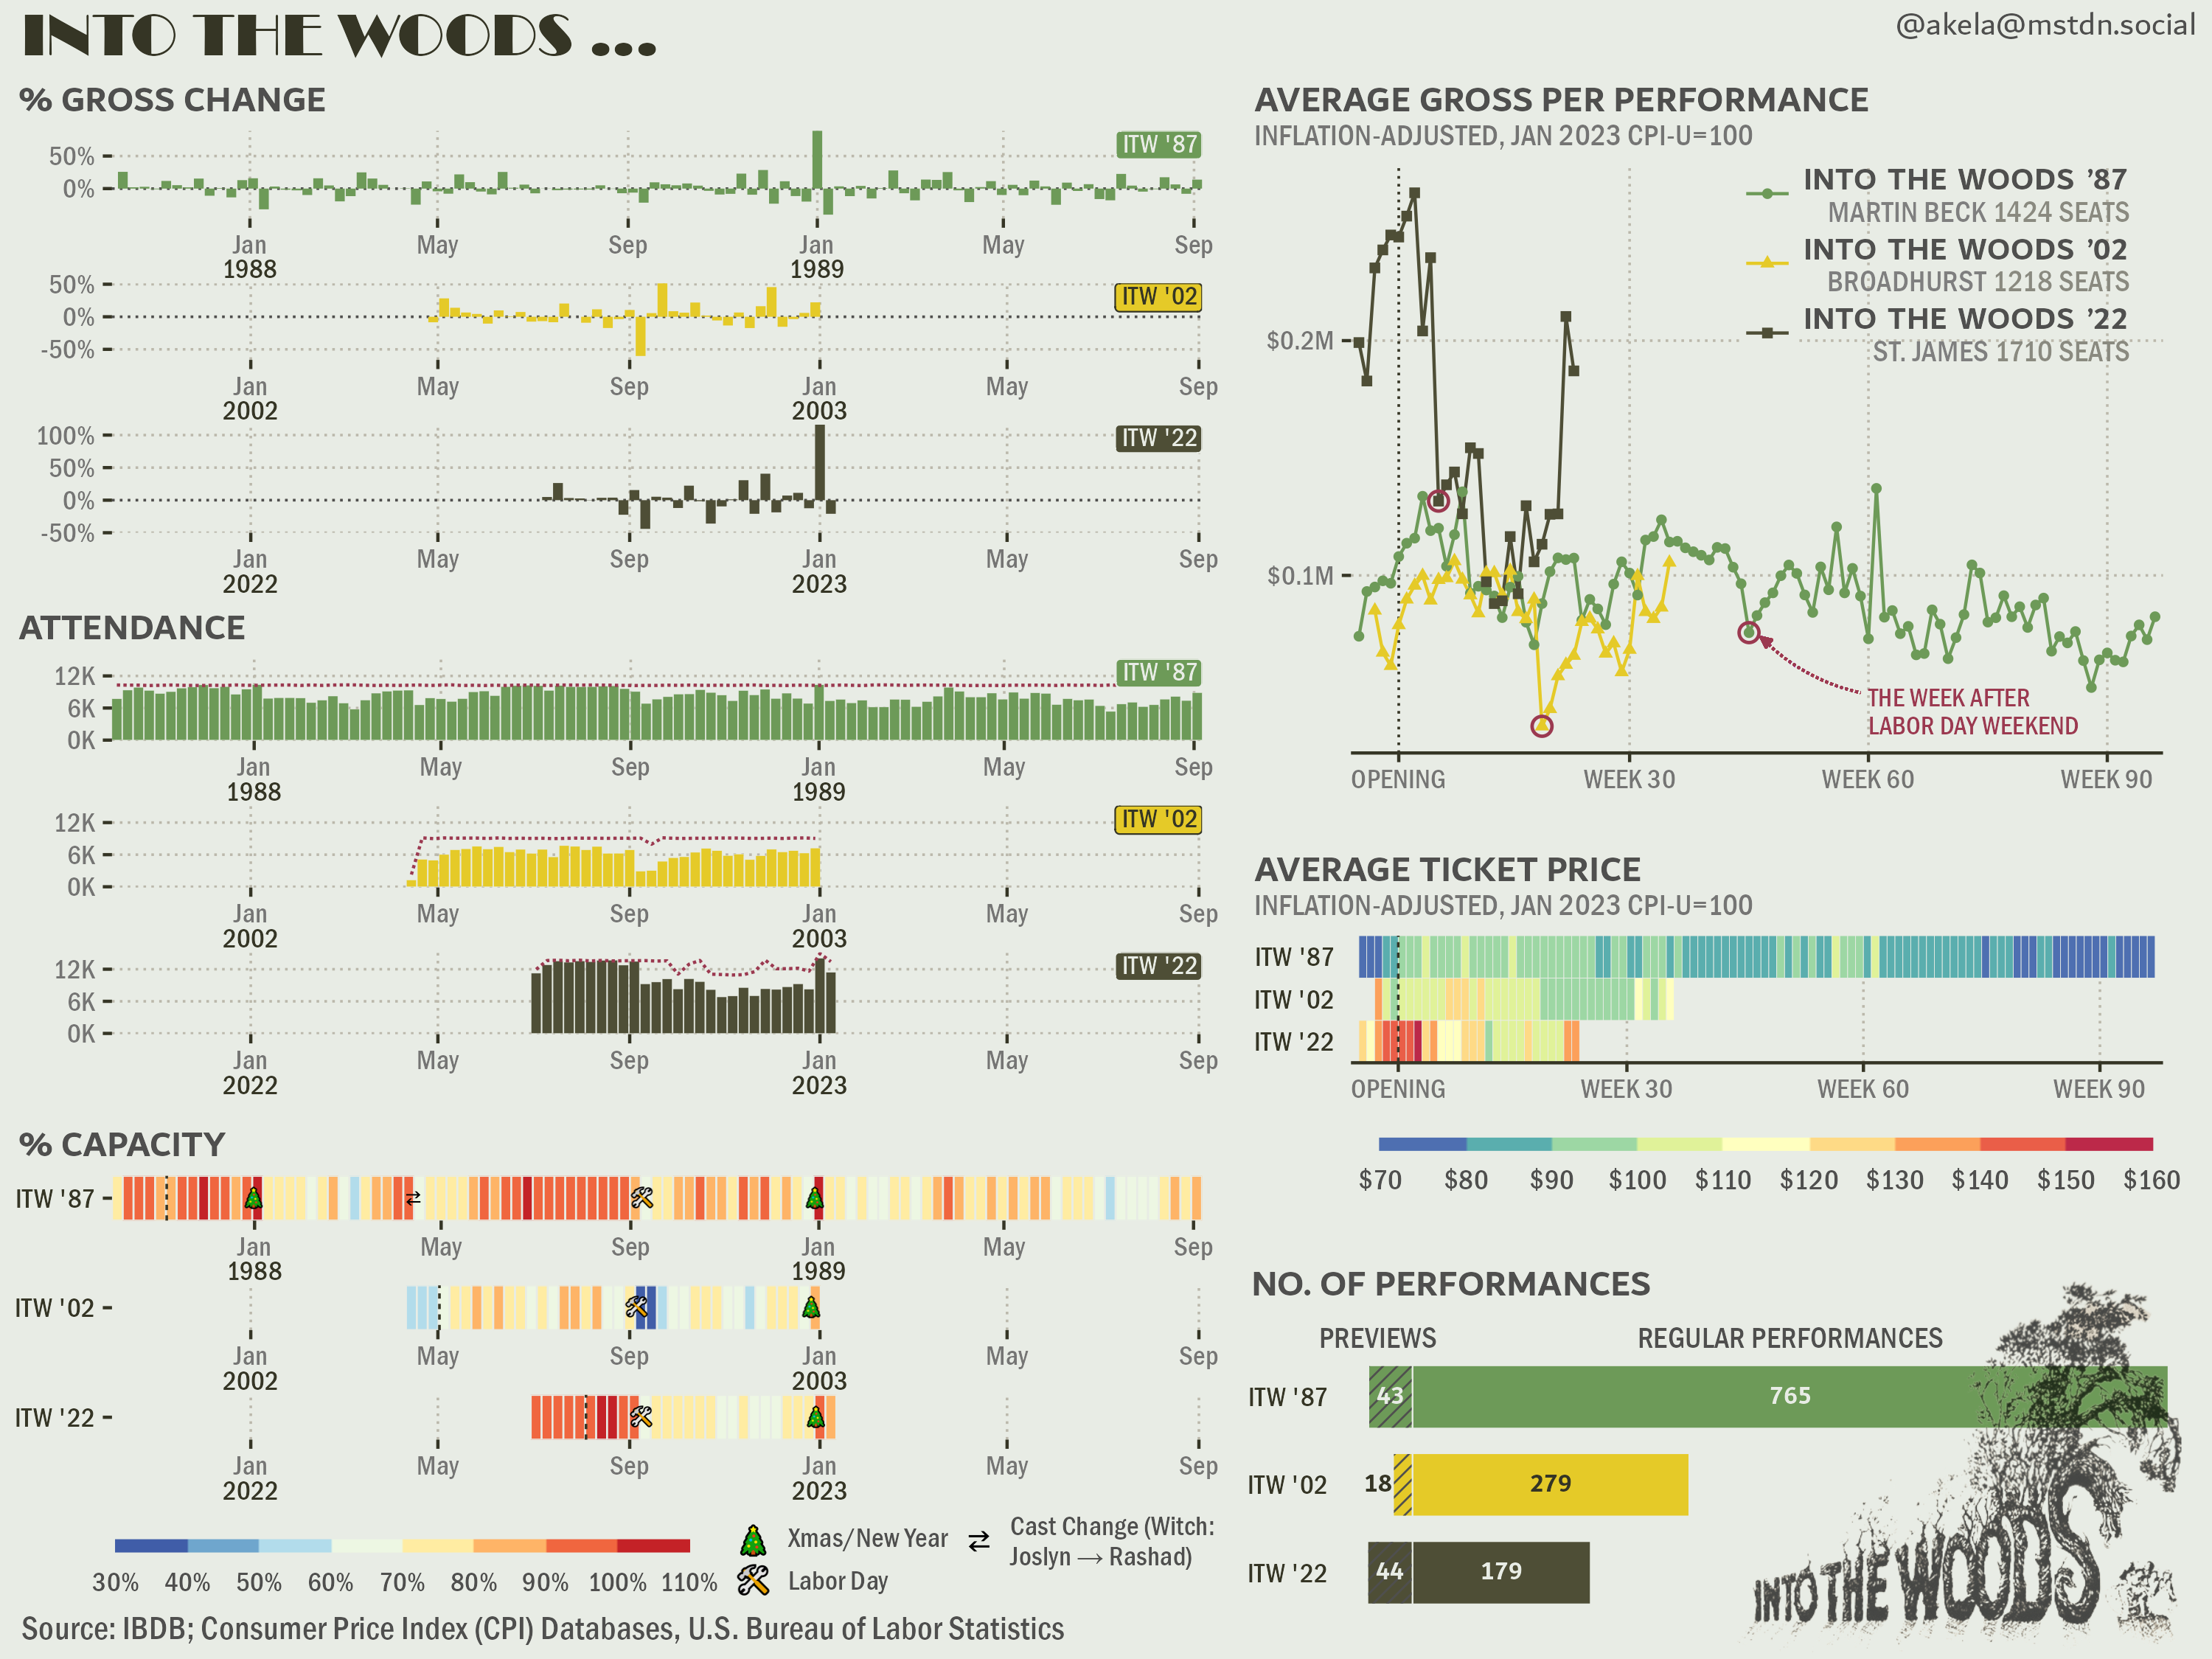 INTO THE WOODS ...
@akela@mstdn.social
% GROSS CHANGE
ITW '87
50%
0%
Jan May Sep Jan May Sep
1988 1989
ITW '02
50%
0%
-50%
Jan May Sep Jan May Sep
2002 2003
ITW '22
100%
50%
0%
-50%
Jan May Sep Jan May Sep
2022 2023
ATTENDANCE
ITW '87
12K
6K
0K
Jan May Sep Jan May Sep
1988 1989
ITW '02
12K
6K
0K
Jan May Sep Jan May Sep
2002 2003
ITW '22
12K
6K
0K
Jan May Sep Jan May Sep
2022 2023
% CAPACITY
ITW '87
Jan May Sep Jan May Sep
1988 1989
ITW '02
Jan May Sep Jan May Sep
2002 2003
ITW '22
Jan May Sep Jan May Sep
2022 2023
30% 40% 50% 60% 70% 80% 90% 100% 110%
Xmas/New Year
Labor Day
⇄ Cast Change (Witch:
Joslyn → Rashad)
Source: IBDB; Consumer Price Index (CPI) Databases, U.S. Bureau of Labor Statistics
AVERAGE GROSS PER PERFORMANCE
INFLATION-ADJUSTED, JAN 2023 CPI-U=100
INTO THE WOODS ’87
MARTIN BECK 1424 SEATS
INTO THE WOODS ’02
BROADHURST 1218 SEATS
INTO THE WOODS ’22
ST. JAMES 1710 SEATS
$0.2M
$0.1M
THE WEEK AFTER
LABOR DAY WEEKEND
OPENING WEEK 30 WEEK 60 WEEK 90
AVERAGE TICKET PRICE
INFLATION-ADJUSTED, JAN 2023 CPI-U=100
ITW '87
ITW '02
ITW '22
OPENING WEEK 30 WEEK 60 WEEK 90
$70 $80 $90 $100 $110 $120 $130 $140 $150 $160
NO. OF PERFORMANCES
PREVIEWS REGULAR PERFORMANCES
ITW '87 43 765
ITW '02 18 279
ITW '22 44 179
INTO THE WOODS